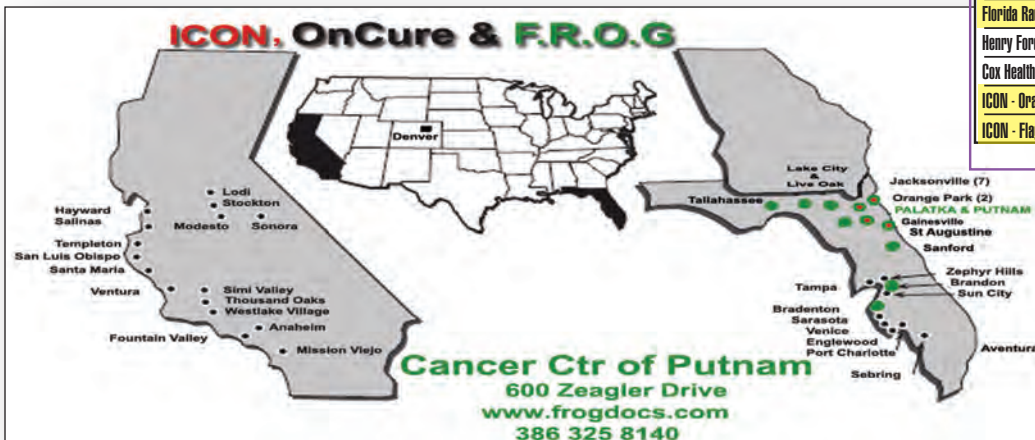 ICON, OnCure & F.R.O.G
Denver
Lodi
Stockton
Hayward
Salinas
Modesto
Sonora
Templeton
San Luis Obispo
Santa Maria
Ventura
Simi Valley
Thousand Oaks
Westlake Village
Anaheim
Fountain Valley
Mission Viejo
Lake City
&
Live Oak
Tallahassee
Jacksonville (7)
Orange Park (2)
PALATKA & PUTNAM
Gainesville
St Augustine
Sanford
Zephyr Hills
Brandon
Sun City
Tampa
Bradenton
Sarasota
Venice
Englewood
Port Charlotte
Sebring
Aventura
Cancer Ctr of Putnam
600 Zeagler Drive
www.frogdocs.com
386 325 8140
Florida
Henry
Cox Health
ICON -
ICON -